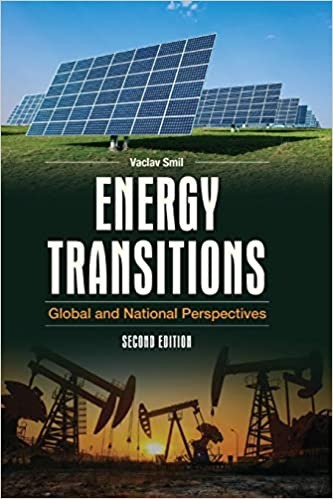 Vaclav Smil
ENERGY
TRANSITIONS
Global and National Perspectives
SECOND EDITION